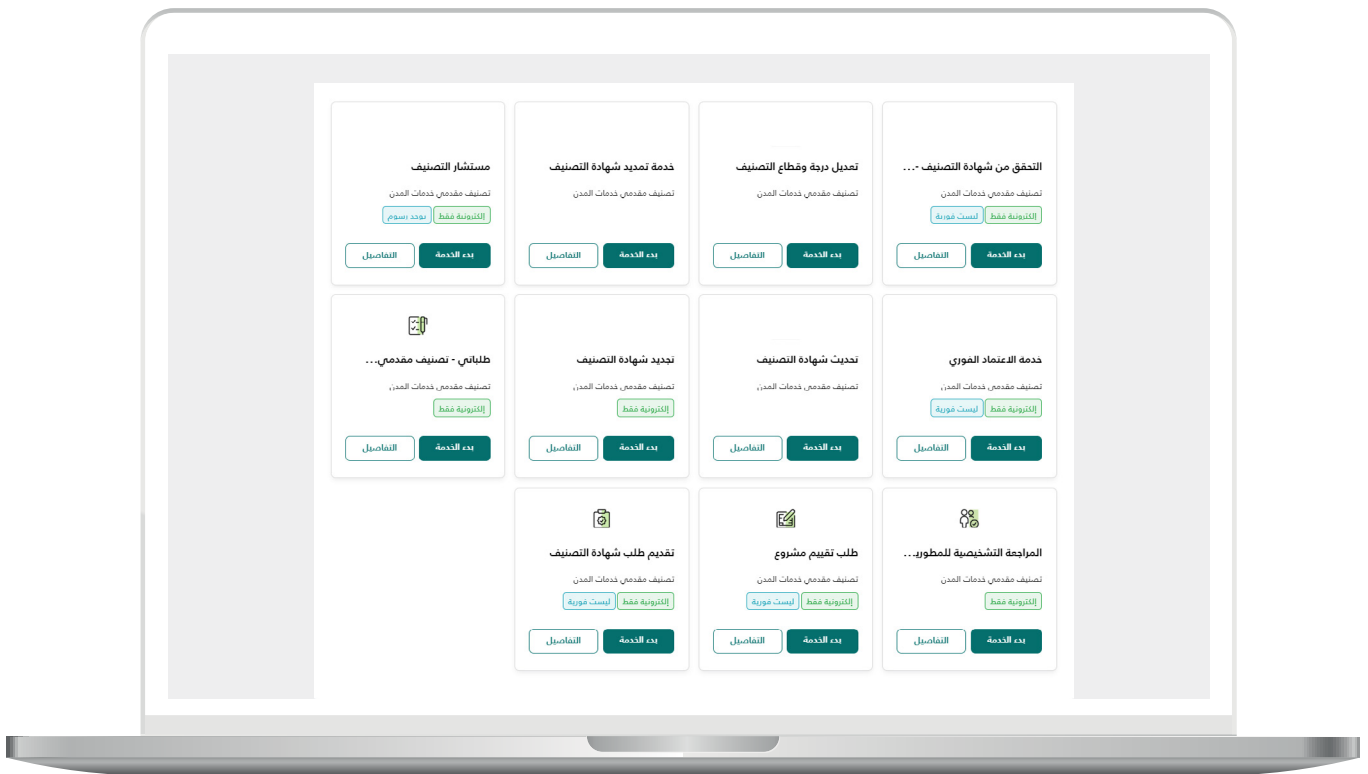 التحقق من شهادة التصنيف -...
تصنيف مقدمي خدمات المدن
إلكترونية فقط ليست فورية
بدء الخدمة التفاصيل
تعديل درجة وقطاع التصنيف
تصنيف مقدمي خدمات المدن
بدء الخدمة التفاصيل
خدمة تمديد شهادة التصنيف
تصنيف مقدمي خدمات المدن
بدء الخدمة التفاصيل
مستشار التصنيف
تصنيف مقدمي خدمات المدن
إلكترونية فقط يوجد رسوم
بدء الخدمة التفاصيل
خدمة الاعتماد الفوري
تصنيف مقدمي خدمات المدن
إلكترونية فقط ليست فورية
بدء الخدمة التفاصيل
تحديث شهادة التصنيف
تصنيف مقدمي خدمات المدن
بدء الخدمة التفاصيل
تجديد شهادة التصنيف
تصنيف مقدمي خدمات المدن
إلكترونية فقط
بدء الخدمة التفاصيل
طلباتي - تصنيف مقدمي...
تصنيف مقدمي خدمات المدن
إلكترونية فقط
بدء الخدمة التفاصيل
المراجعة التشخيصية للمطوري...
تصنيف مقدمي خدمات المدن
إلكترونية فقط
بدء الخدمة التفاصيل
طلب تقييم مشروع
تصنيف مقدمي خدمات المدن
إلكترونية فقط ليست فورية
بدء الخدمة التفاصيل
تقديم طلب شهادة التصنيف
تصنيف مقدمي خدمات المدن
إلكترونية فقط ليست فورية
بدء الخدمة التفاصيل